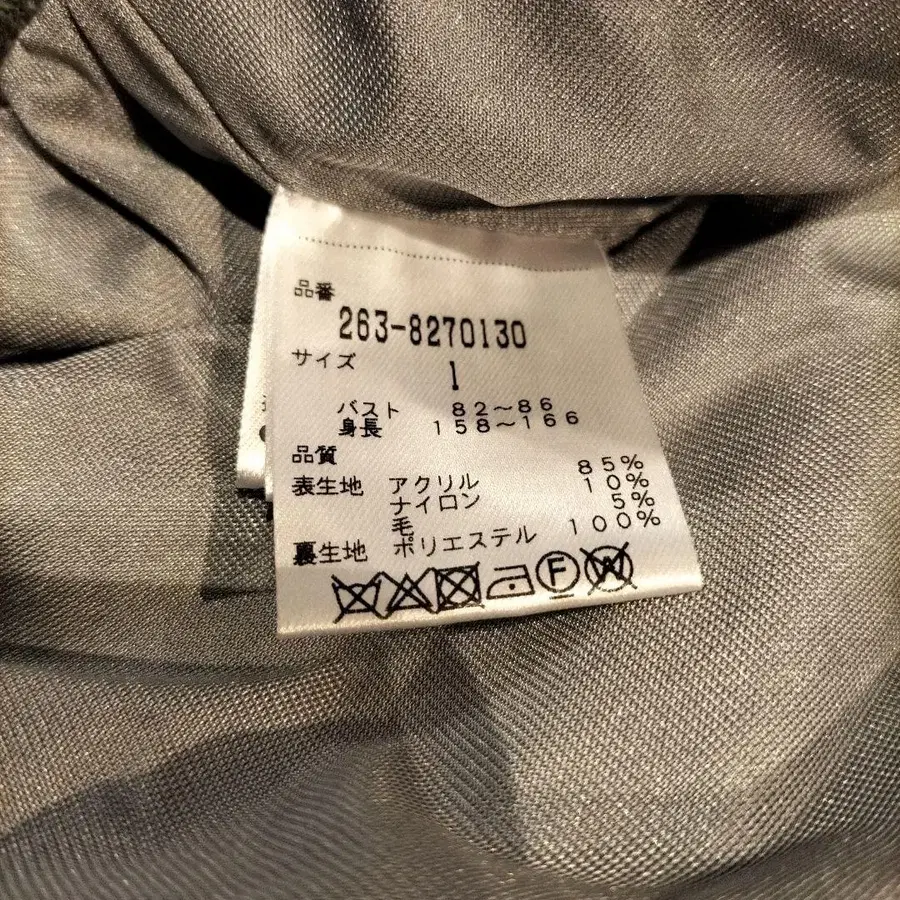 品番
263-8270130
サイズ
1
バスト 82~86
身長 158~166
品質
表生地 アクリル 85%
ナイロン 10%
毛 5%
裏生地 ポリエステル 100%
F W